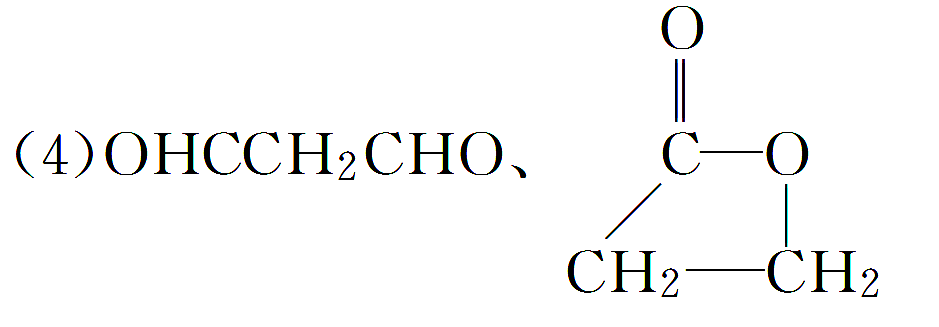 O
(4)OHCCH₂CHO、 C—O
CH₂—CH₂